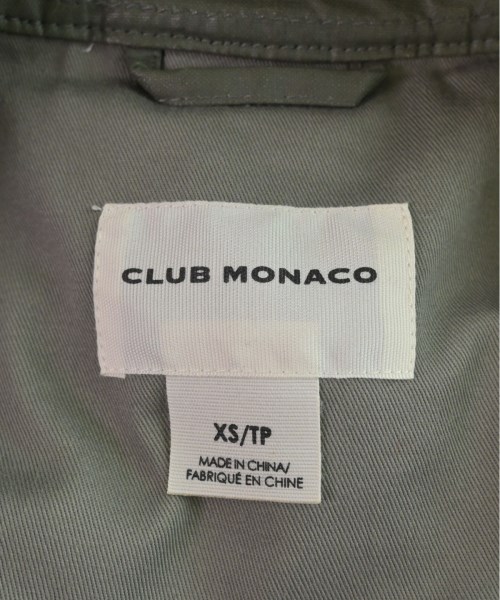 CLUB MONACO
XS/TP
MADE IN CHINA/
FABRIQUÉ EN CHINE